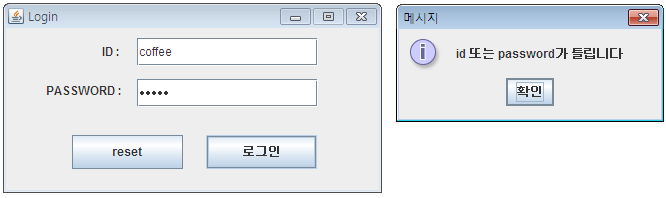 Login
ID :
coffee
PASSWORD :
•••••
reset
로그인
메시지
id 또는 password가 틀립니다
확인